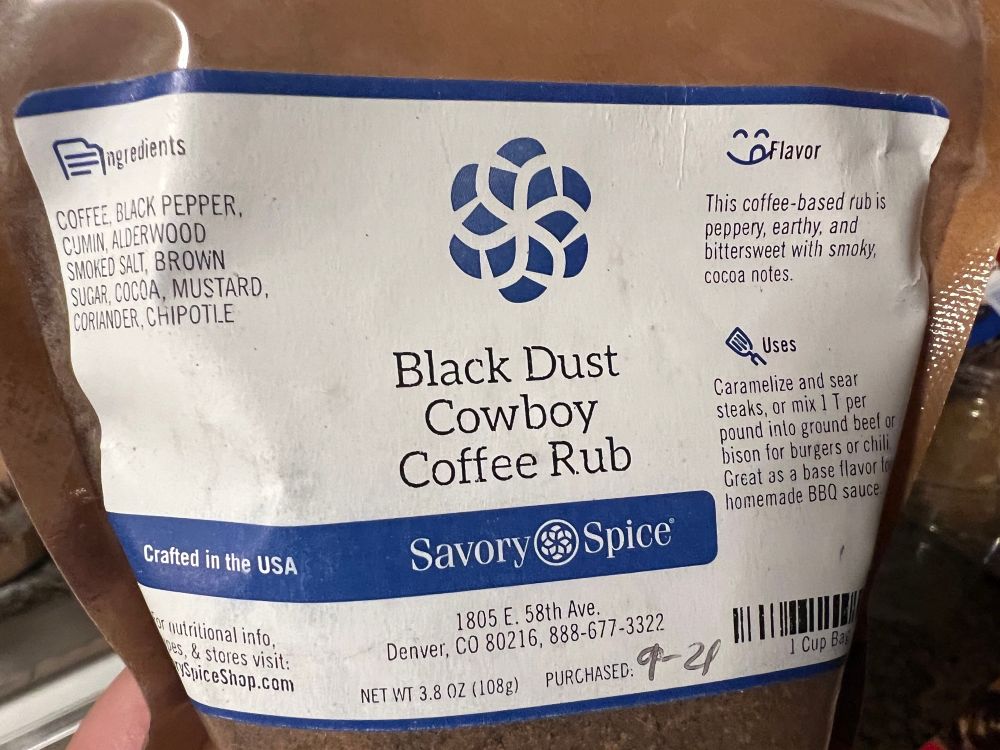 Ingredients
COFFEE, BLACK PEPPER,
CUMIN, ALDERWOOD
SMOKED SALT, BROWN
SUGAR, COCOA, MUSTARD,
CORIANDER, CHIPOTLE
Black Dust
Cowboy
Coffee Rub
Flavor
This coffee-based rub is
peppery, earthy, and
bittersweet with smoky,
cocoa notes.
Uses
Caramelize and sear
steaks, or mix 1 T per
pound into ground beef or
bison for burgers or chili.
Great as a base flavor
homemade BBQ sauce.
Crafted in the USA
Savory Spice®
nutritional info,
& stores visit:
ySpiceShop.com
1805 E. 58th Ave.
Denver, CO 80216, 888-677-3322
NET WT 3.8 OZ (108g)
PURCHASED: 9-21
1 Cup Bag